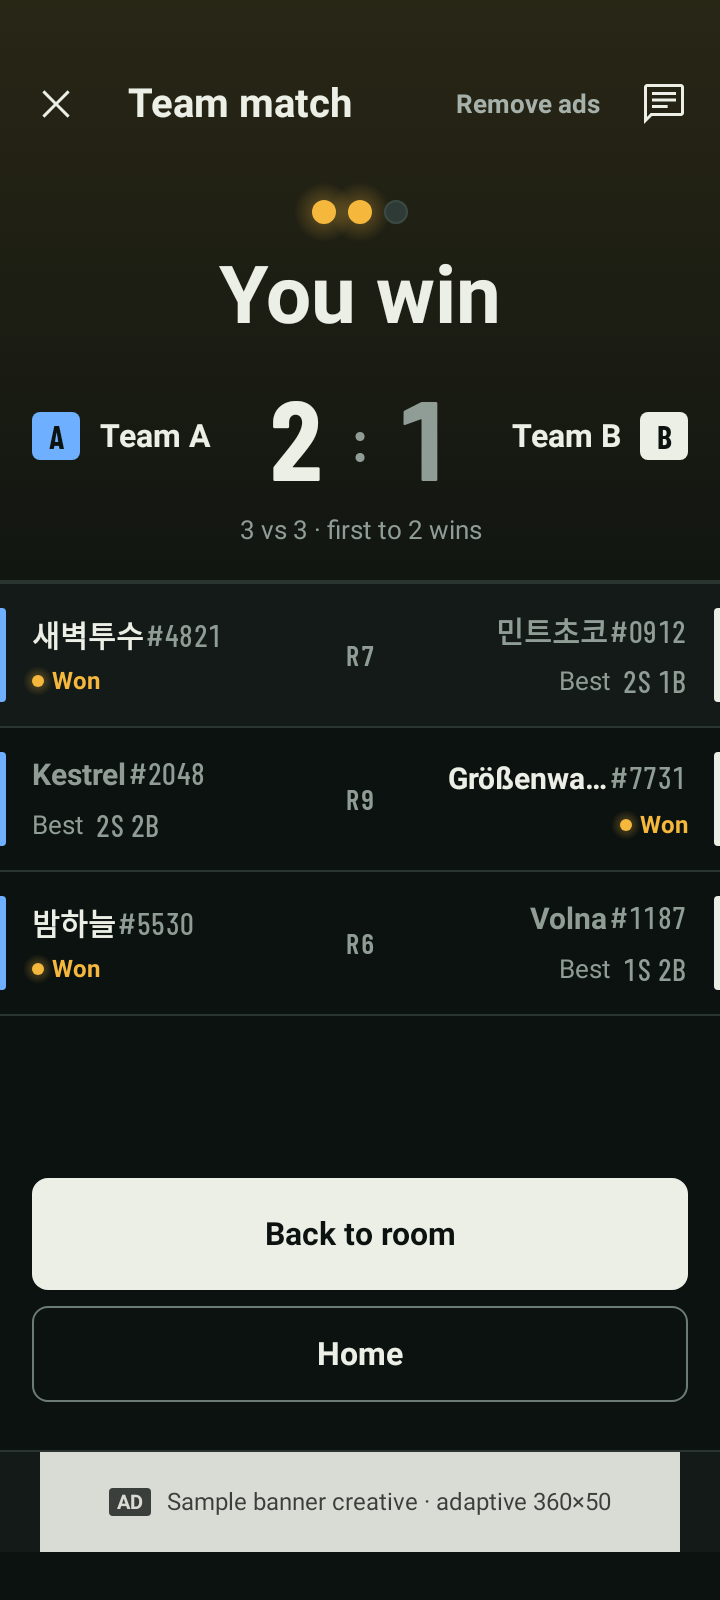 Team match
Remove ads
You win
A Team A 2 : 1 Team B B
3 vs 3 · first to 2 wins
새벽투수#4821 R7 민트초코#0912
Won Best 2S 1B
Kestrel#2048 R9 Größenwa…#7731
Best 2S 2B Won
밤하늘#5530 R6 Volna#1187
Won Best 1S 2B
Back to room
Home
AD Sample banner creative · adaptive 360×50